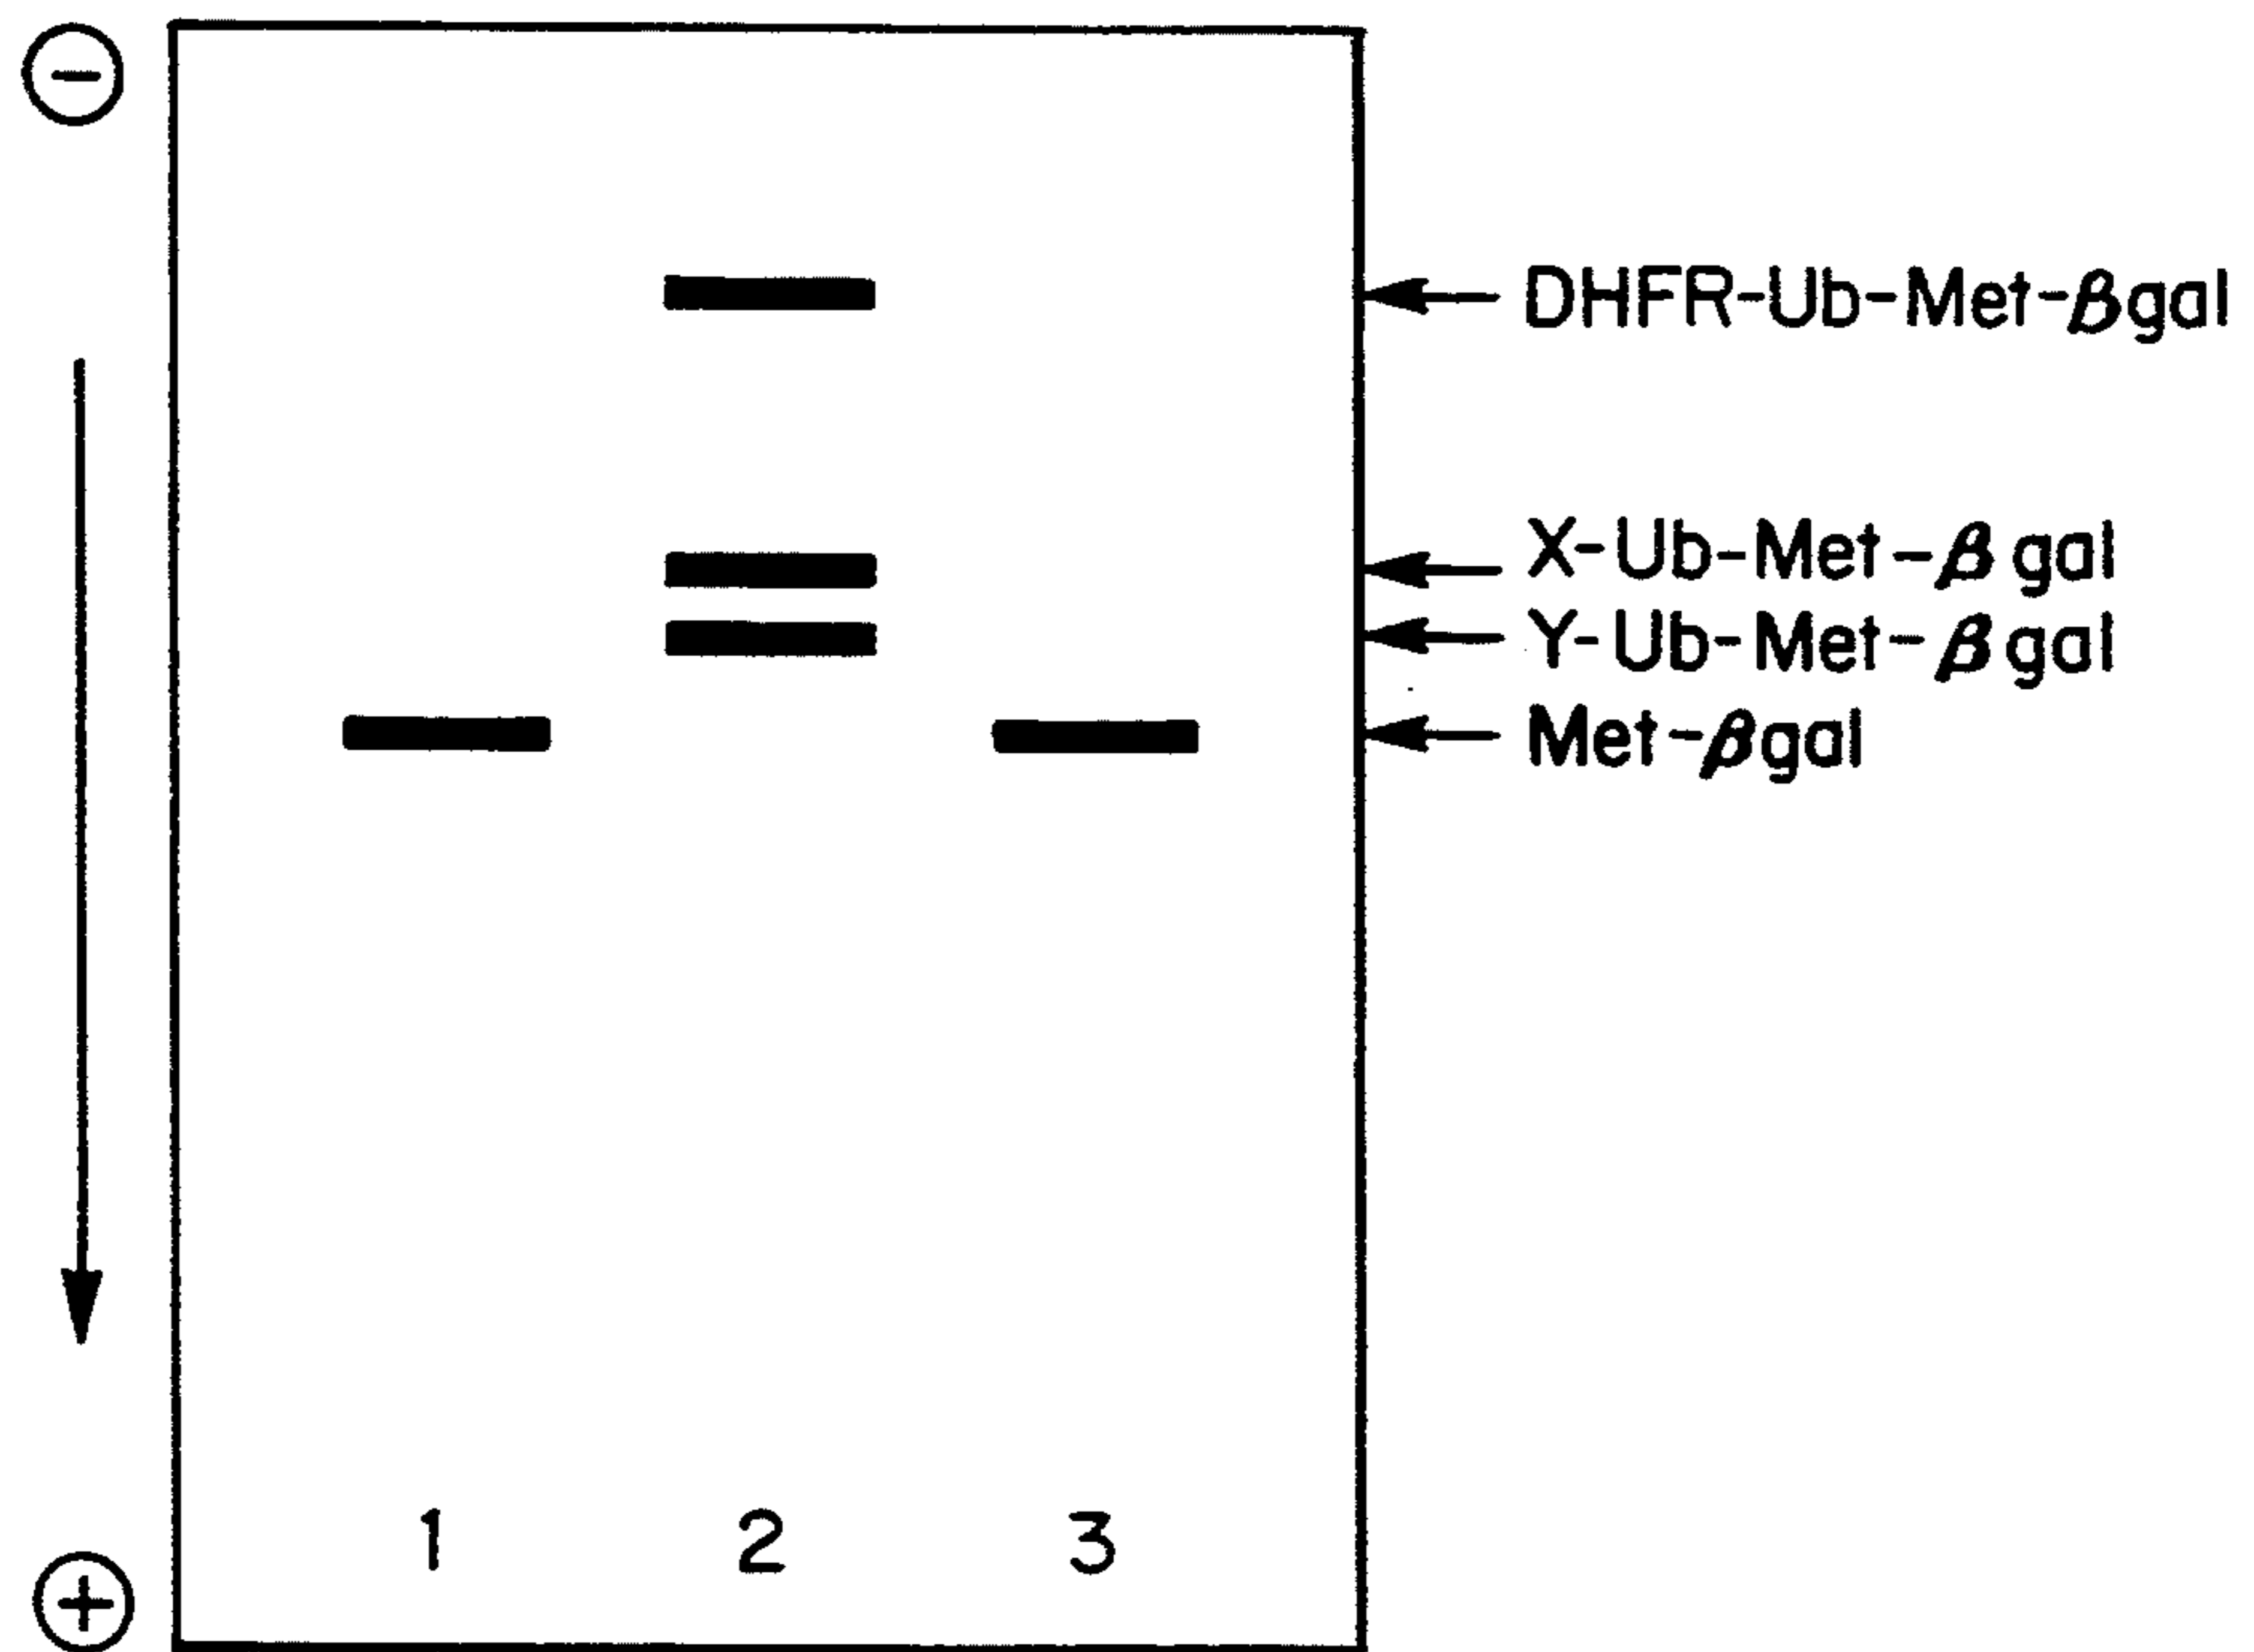 −
DHFR-Ub-Met-βgal
X-Ub-Met-βgal
Y-Ub-Met-βgal
Met-βgal
1 2 3
+